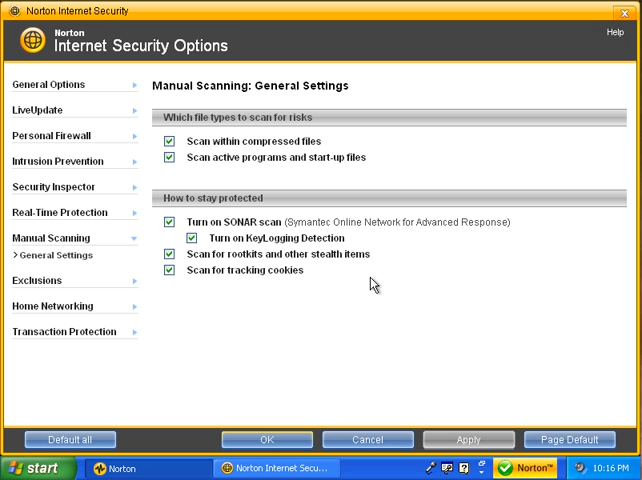 Norton Internet Security
Norton
Internet Security Options
Help
General Options
LiveUpdate
Personal Firewall
Intrusion Prevention
Security Inspector
Real-Time Protection
Manual Scanning
> General Settings
Exclusions
Home Networking
Transaction Protection
Manual Scanning: General Settings
Which file types to scan for risks
Scan within compressed files
Scan active programs and start-up files
How to stay protected
Turn on SONAR scan (Symantec Online Network for Advanced Response)
Turn on KeyLogging Detection
Scan for rootkits and other stealth items
Scan for tracking cookies
Default all
OK
Cancel
Apply
Page Default
start
Norton
Norton Internet Secu...
Norton™
10:16 PM